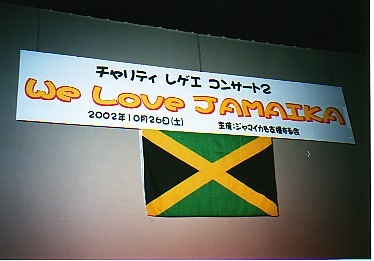 チャリティ レゲエ コンサート2
We Love JAMAIKA
2002年10月26日(土) 主催:ジャマイカを支援する会